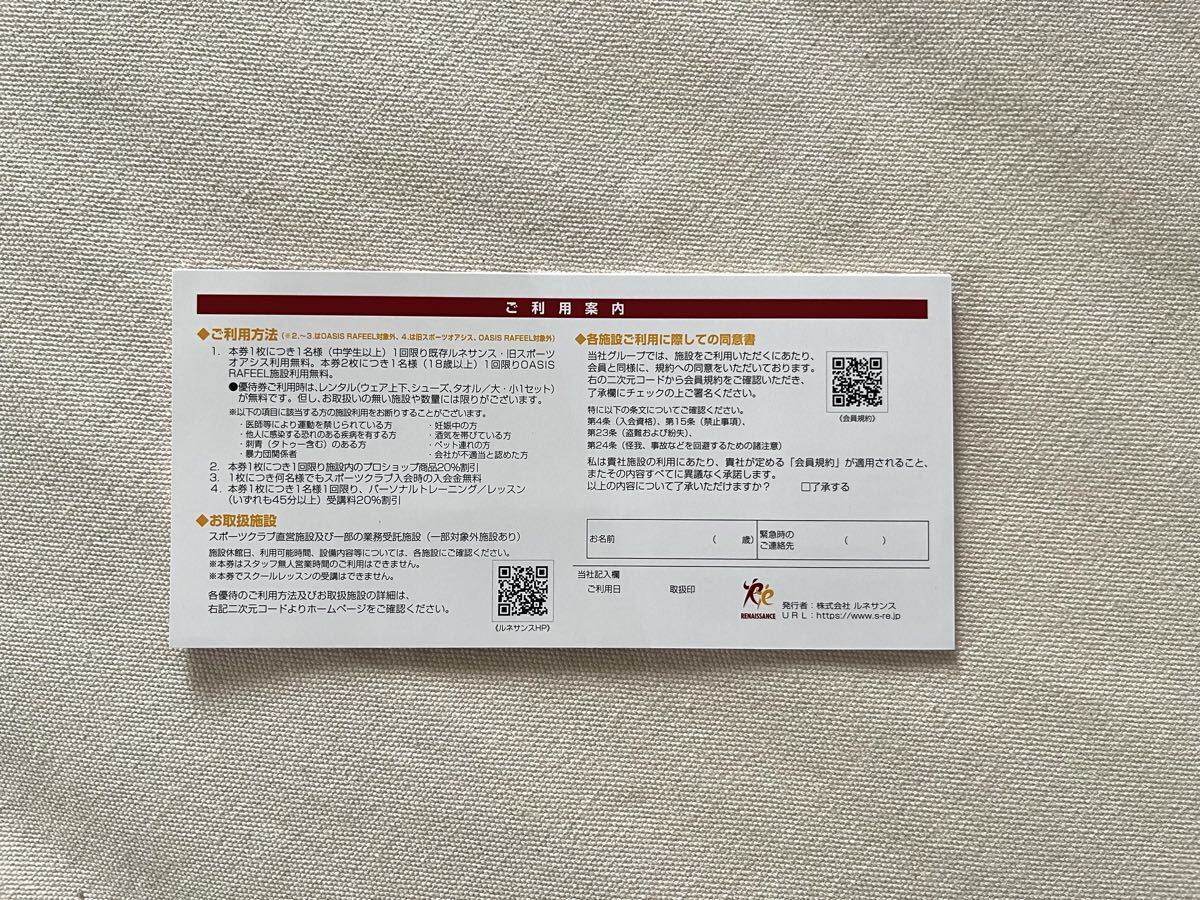 ご利用案内
◆ご利用方法(※2.~3.はOASIS RAFEEL対象外、4.は旧スポーツオアシス、OASIS RAFEEL対象外)
1. 本券1枚につき1名様(中学生以上)1回限り既存ルネサンス・旧スポーツ
オアシス利用無料。本券2枚につき1名様(18歳以上)1回限りOASIS
RAFEEL施設利用無料。
●優待券ご利用時は、レンタル(ウェア上下、シューズ、タオル/大・小1セット)
が無料です。但し、お取扱いの無い施設や数量には限りがございます。
※以下の項目に該当する方の施設利用をお断りすることがございます。
・医師等により運動を禁じられている方 ・妊娠中の方
・他人に感染する恐れのある疾病を有する方 ・酒気を帯びている方
・刺青(タトゥー含む)のある方 ・ペット連れの方
・暴力団関係者 ・会社が不適当と認めた方
2. 本券1枚につき1回限り施設内のプロショップ商品20%割引
3. 1枚につき何名様でもスポーツクラブ入会時の入会金無料
4. 本券1枚につき1名様1回限り、パーソナルトレーニング/レッスン
(いずれも45分以上)受講料20%割引
◆お取扱施設
スポーツクラブ直営施設及び一部の業務受託施設(一部対象外施設あり)
施設休館日、利用可能時間、設備内容等については、各施設にご確認ください。
※本券はスタッフ無人営業時間のご利用はできません。
※本券でスクールレッスンの受講はできません。
各優待のご利用方法及びお取扱施設の詳細は、
右記二次元コードよりホームページをご確認ください。
《ルネサンスHP》
◆各施設ご利用に際しての同意書
当社グループでは、施設をご利用いただくにあたり、
会員と同様に、規約への同意をいただいております。
右の二次元コードから会員規約をご確認いただき、
了承欄にチェックの上ご署名ください。
《会員規約》
特に以下の条文についてご確認ください。
第4条(入会資格)、第15条(禁止事項)、
第23条(盗難および紛失)、
第24条(怪我、事故などを回避するための諸注意)
私は貴社施設の利用にあたり、貴社が定める「会員規約」が適用されること、
またその内容すべてに異議なく承諾します。
以上の内容について了承いただけますか? □了承する
お名前 ( 歳) 緊急時の
ご連絡先 ( )
当社記入欄
ご利用日 取扱印
RENAISSANCE
発行者:株式会社 ルネサンス
URL:https://www.s-re.jp